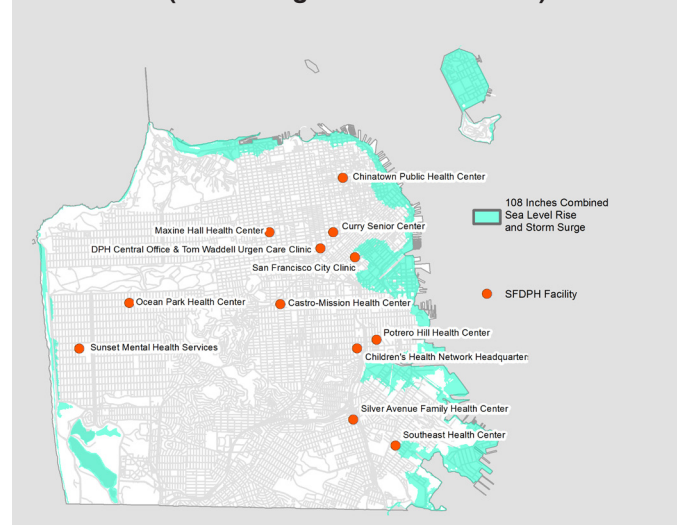 Chinatown Public Health Center
108 Inches Combined
Sea Level Rise
and Storm Surge
Maxine Hall Health Center
Curry Senior Center
DPH Central Office & Tom Waddell Urgen Care Clinic
San Francisco City Clinic
SFDPH Facility
Ocean Park Health Center
Castro-Mission Health Center
Potrero Hill Health Center
Sunset Mental Health Services
Children's Health Network Headquarter
Silver Avenue Family Health Center
Southeast Health Center